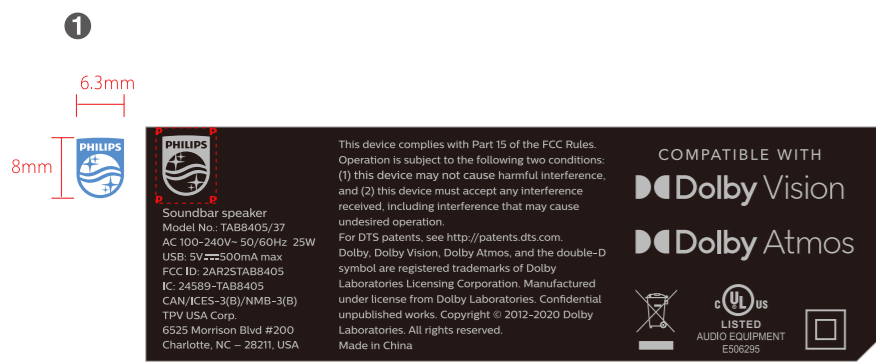 1
6.3mm
8mm
PHILIPS
P P
PHILIPS
P P
Soundbar speaker
Model No.: TAB8405/37
AC 100-240V~ 50/60Hz 25W
USB: 5V⎓500mA max
FCC ID: 2AR2STAB8405
IC: 24589-TAB8405
CAN/ICES-3(B)/NMB-3(B)
TPV USA Corp.
6525 Morrison Blvd #200
Charlotte, NC – 28211, USA
This device complies with Part 15 of the FCC Rules.
Operation is subject to the following two conditions:
(1) this device may not cause harmful interference,
and (2) this device must accept any interference
received, including interference that may cause
undesired operation.
For DTS patents, see http://patents.dts.com.
Dolby, Dolby Vision, Dolby Atmos, and the double-D
symbol are registered trademarks of Dolby
Laboratories Licensing Corporation. Manufactured
under license from Dolby Laboratories. Confidential
unpublished works. Copyright © 2012-2020 Dolby
Laboratories. All rights reserved.
Made in China
COMPATIBLE WITH
Dolby Vision
Dolby Atmos
c UL US
LISTED
AUDIO EQUIPMENT
E506295